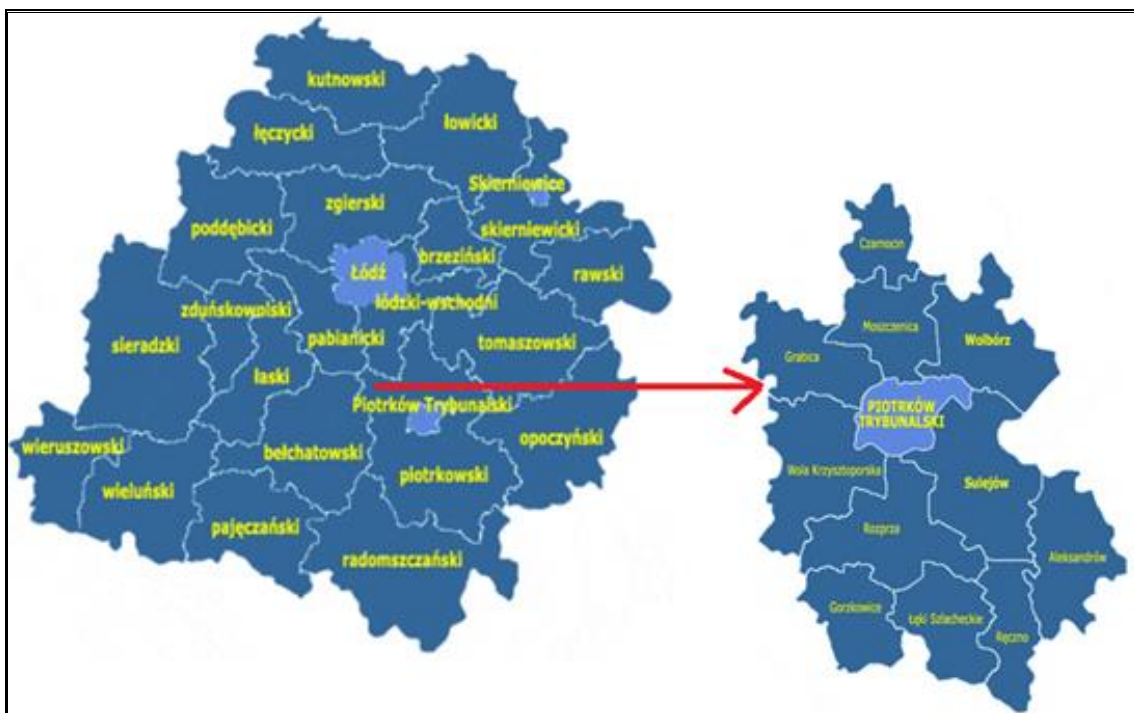 kutnowski
łowicki
łęczycki
Skierniewice
zgierski
poddębicki
skierniewicki
brzeziński
Łódź
rawski
zduńskowolski
łódzki-wschodni
sieradzki
pabianicki
tomaszowski
łaski
Piotrków Trybunalski
wieruszowski
bełchatowski
opoczyński
wieluński
piotrkowski
pajęczański
radomszczański
Czarnocin
Moszczenica
Wolbórz
Grabica
PIOTRKÓW
TRYBUNALSKI
Wola Krzysztoporska
Sulejów
Rozprza
Aleksandrów
Gorzkowice
Łęki Szlacheckie
Ręczno